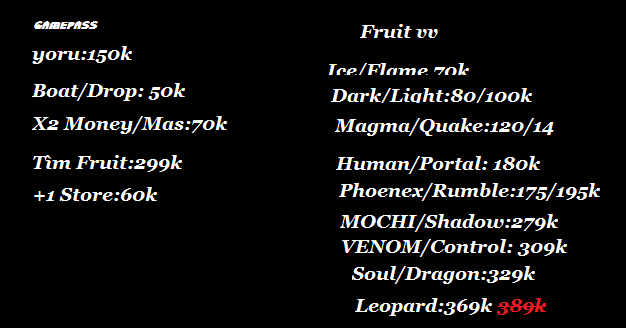 GAMEPASS
yoru:150k
Boat/Drop: 50k
X2 Money/Mas:70k
Tìm Fruit:299k
+1 Store:60k
Fruit vv
Ice/Flame 70k
Dark/Light:80/100k
Magma/Quake:120/14
Human/Portal: 180k
Phoenex/Rumble:175/195k
MOCHI/Shadow:279k
VENOM/Control: 309k
Soul/Dragon:329k
Leopard:369k 389k